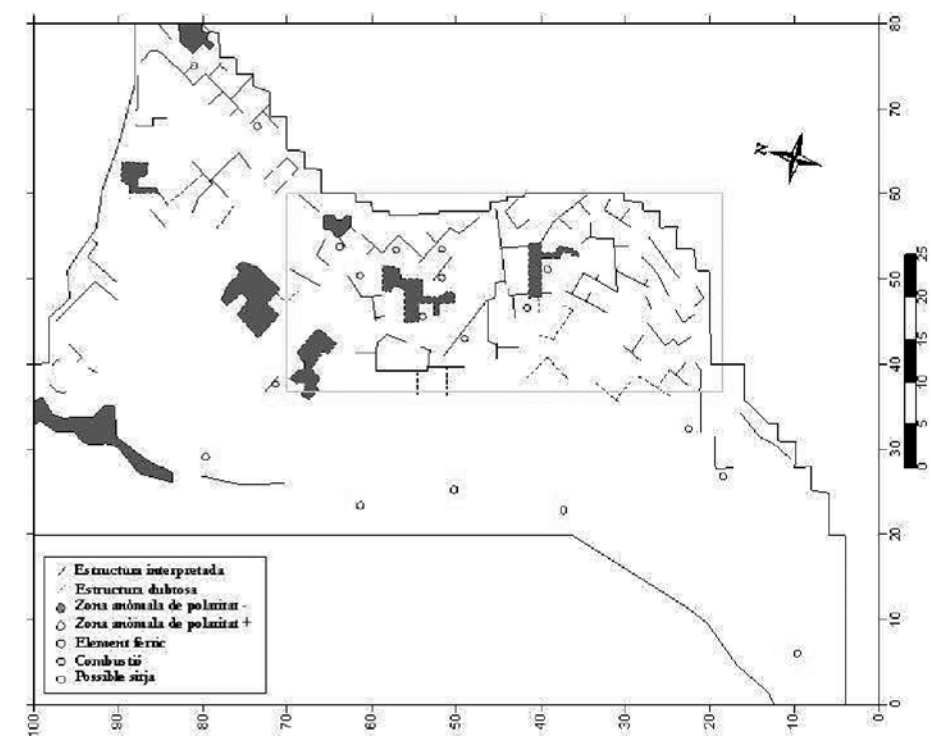 80
70
60
50
40
30
20
10
0
25
20
15
10
5
0
N
Estructura interpretada
Estructura dubtosa
Zona anòmala de polaritat -
Zona anòmala de polaritat +
Element fèrric
Combustió
Possible sitja
100 90 80 70 60 50 40 30 20 10 0